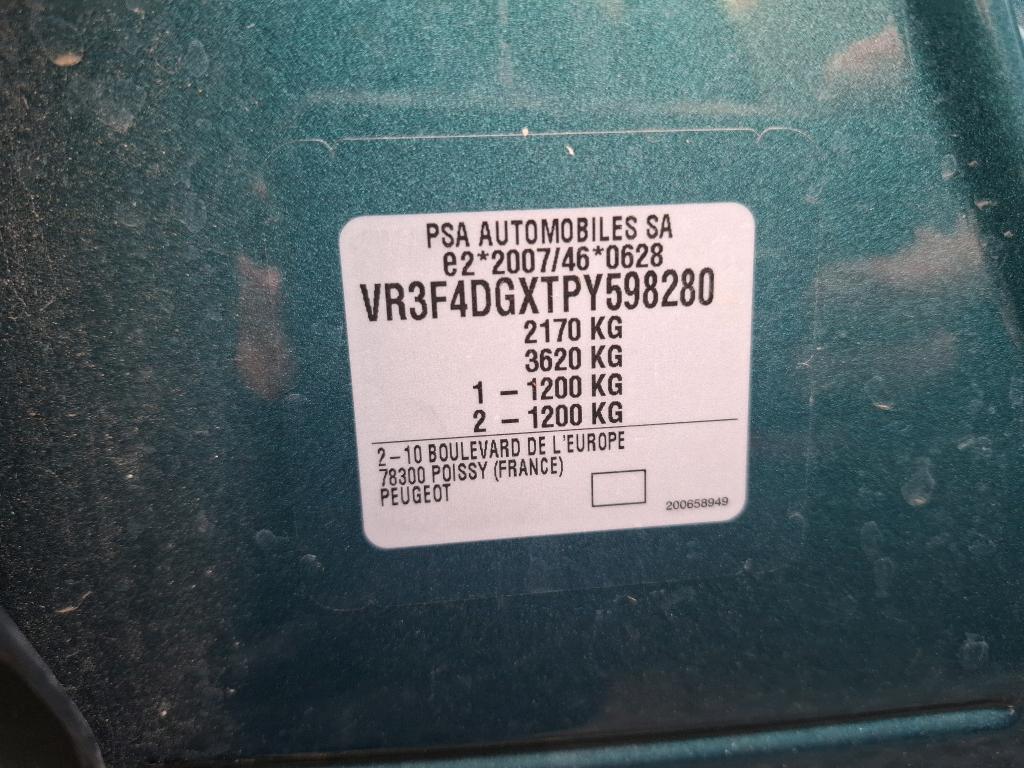 PSA AUTOMOBILES SA
e2*2007/46*0628
VR3F4DGXTPY598280
2170 KG
3620 KG
1 – 1200 KG
2 – 1200 KG
2-10 BOULEVARD DE L'EUROPE
78300 POISSY (FRANCE)
PEUGEOT
200658949